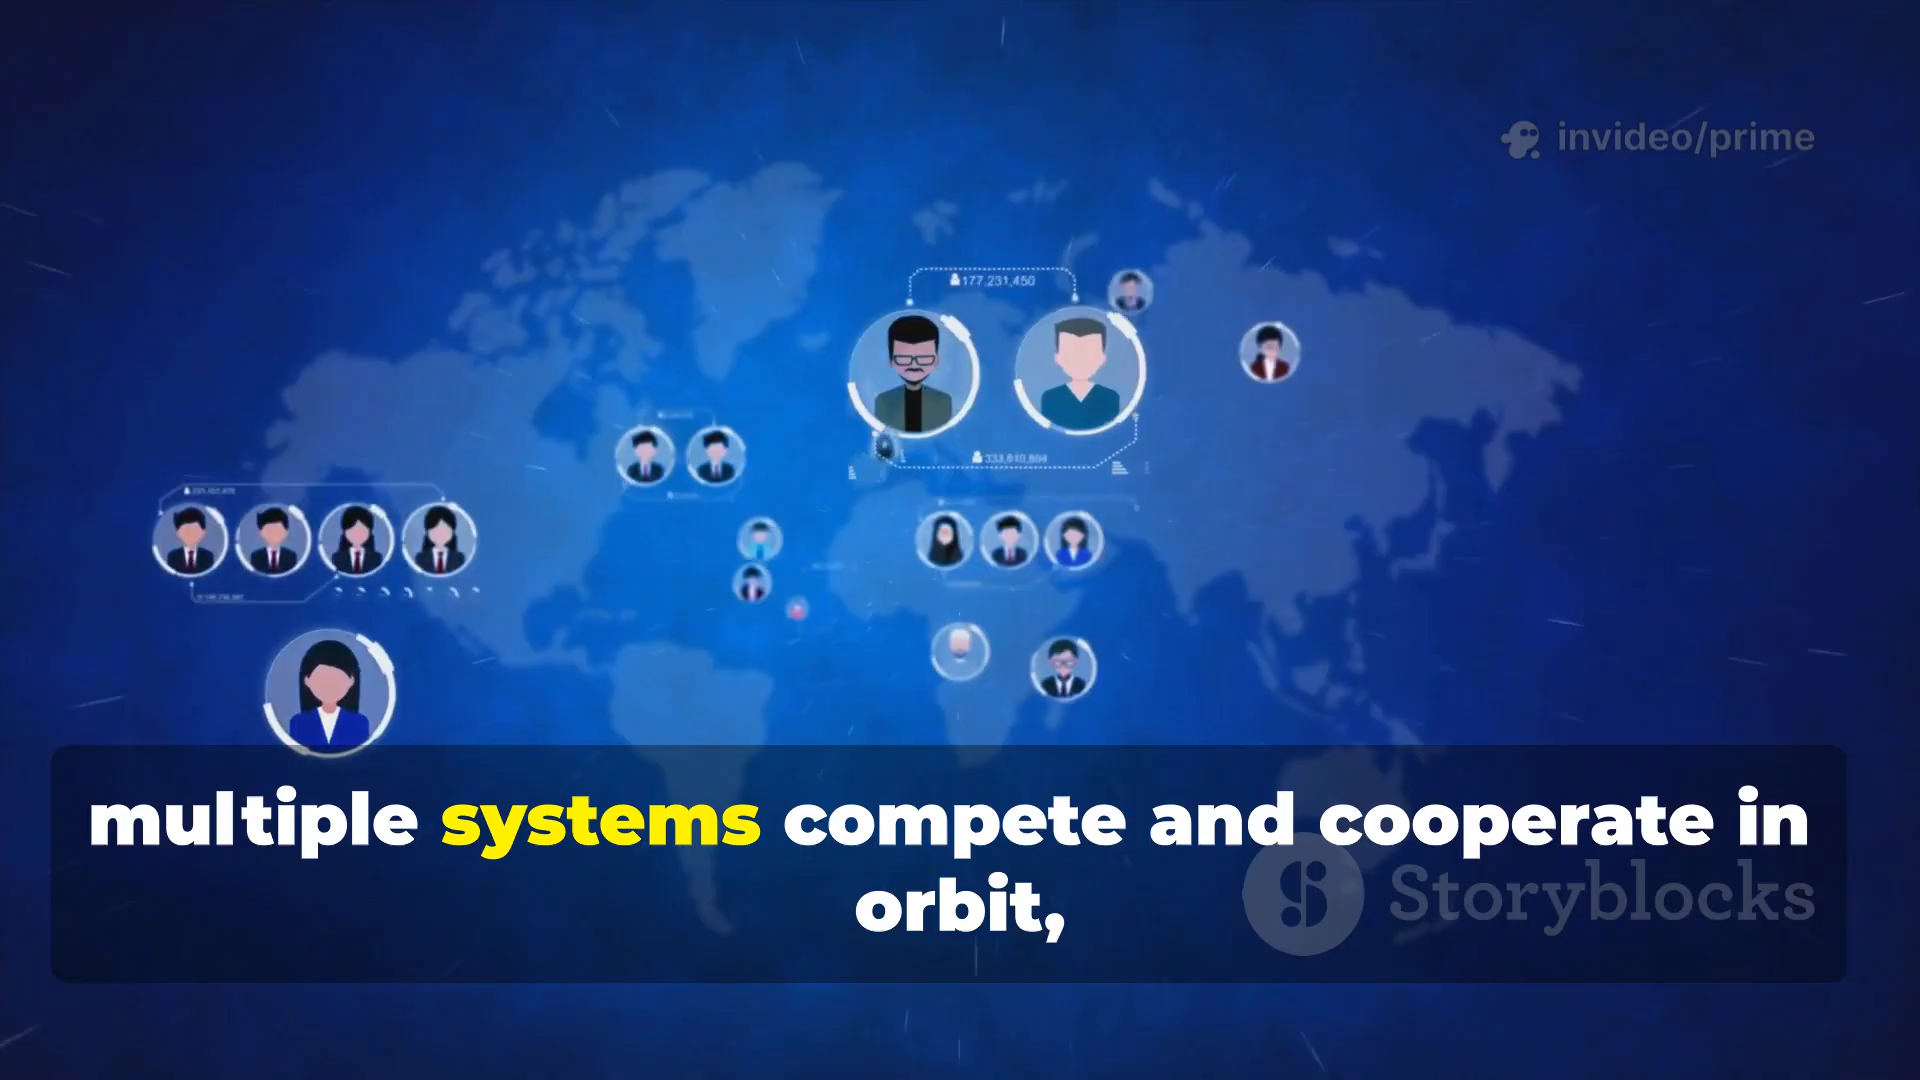 invideo/prime
177,231,450
multiple systems compete and cooperate in
orbit,
Storyblocks